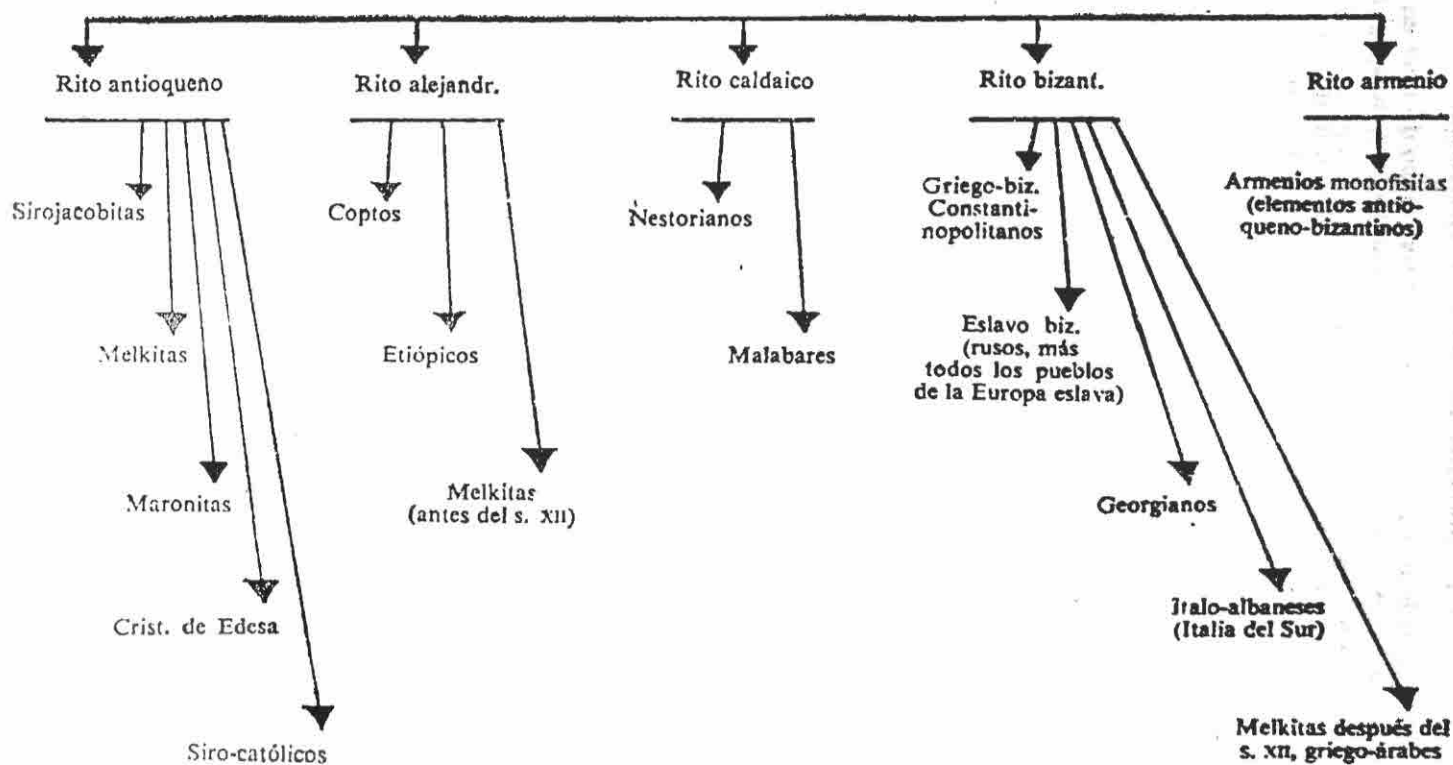 Rito antioqueno
Rito alejandr.
Rito caldaico
Rito bizant.
Rito armenio
Sirojacobitas
Melkitas
Maronitas
Crist. de Edesa
Siro-católicos
Coptos
Etiópicos
Melkitas
(antes del s. XII)
Nestorianos
Malabares
Griego-biz.
Constanti-
nopolitanos
Eslavo biz.
(rusos, más
todos los pueblos
de la Europa eslava)
Georgianos
Italo-albaneses
(Italia del Sur)
Melkitas después del
s. XII, griego-árabes
Armenios monofisitas
(elementos antio-
queno-bizantinos)